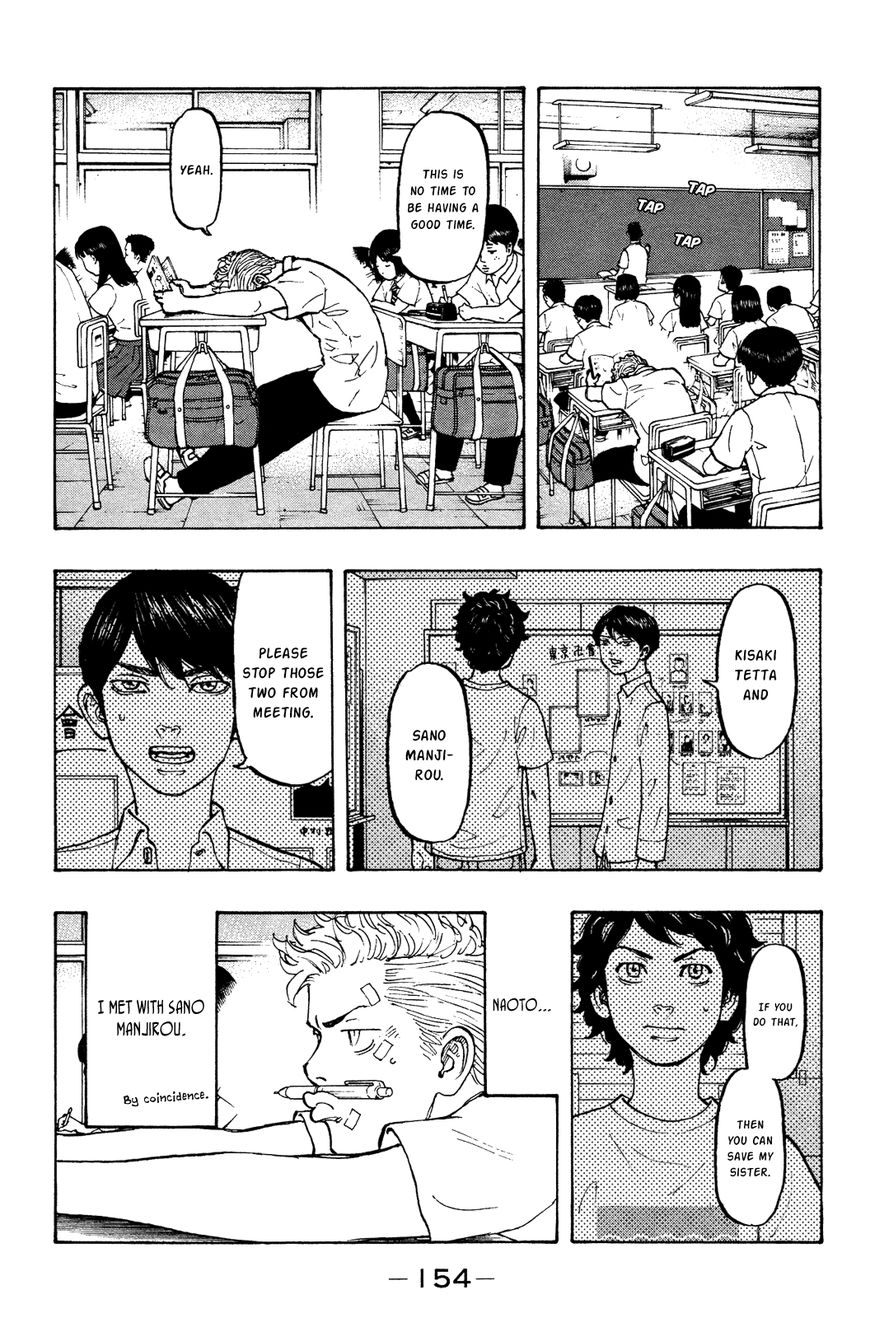 TAP
TAP
TAP
THIS IS
NO TIME TO
BE HAVING A
GOOD TIME.
YEAH.
KISAKI
TETTA
AND
東京卍會
SANO
MANJI-
ROU.
PLEASE
STOP THOSE
TWO FROM
MEETING.
IF YOU
DO THAT,
THEN
YOU CAN
SAVE MY
SISTER.
NAOTO...
I MET WITH SANO
MANJIROU.
By coincidence.
—154—